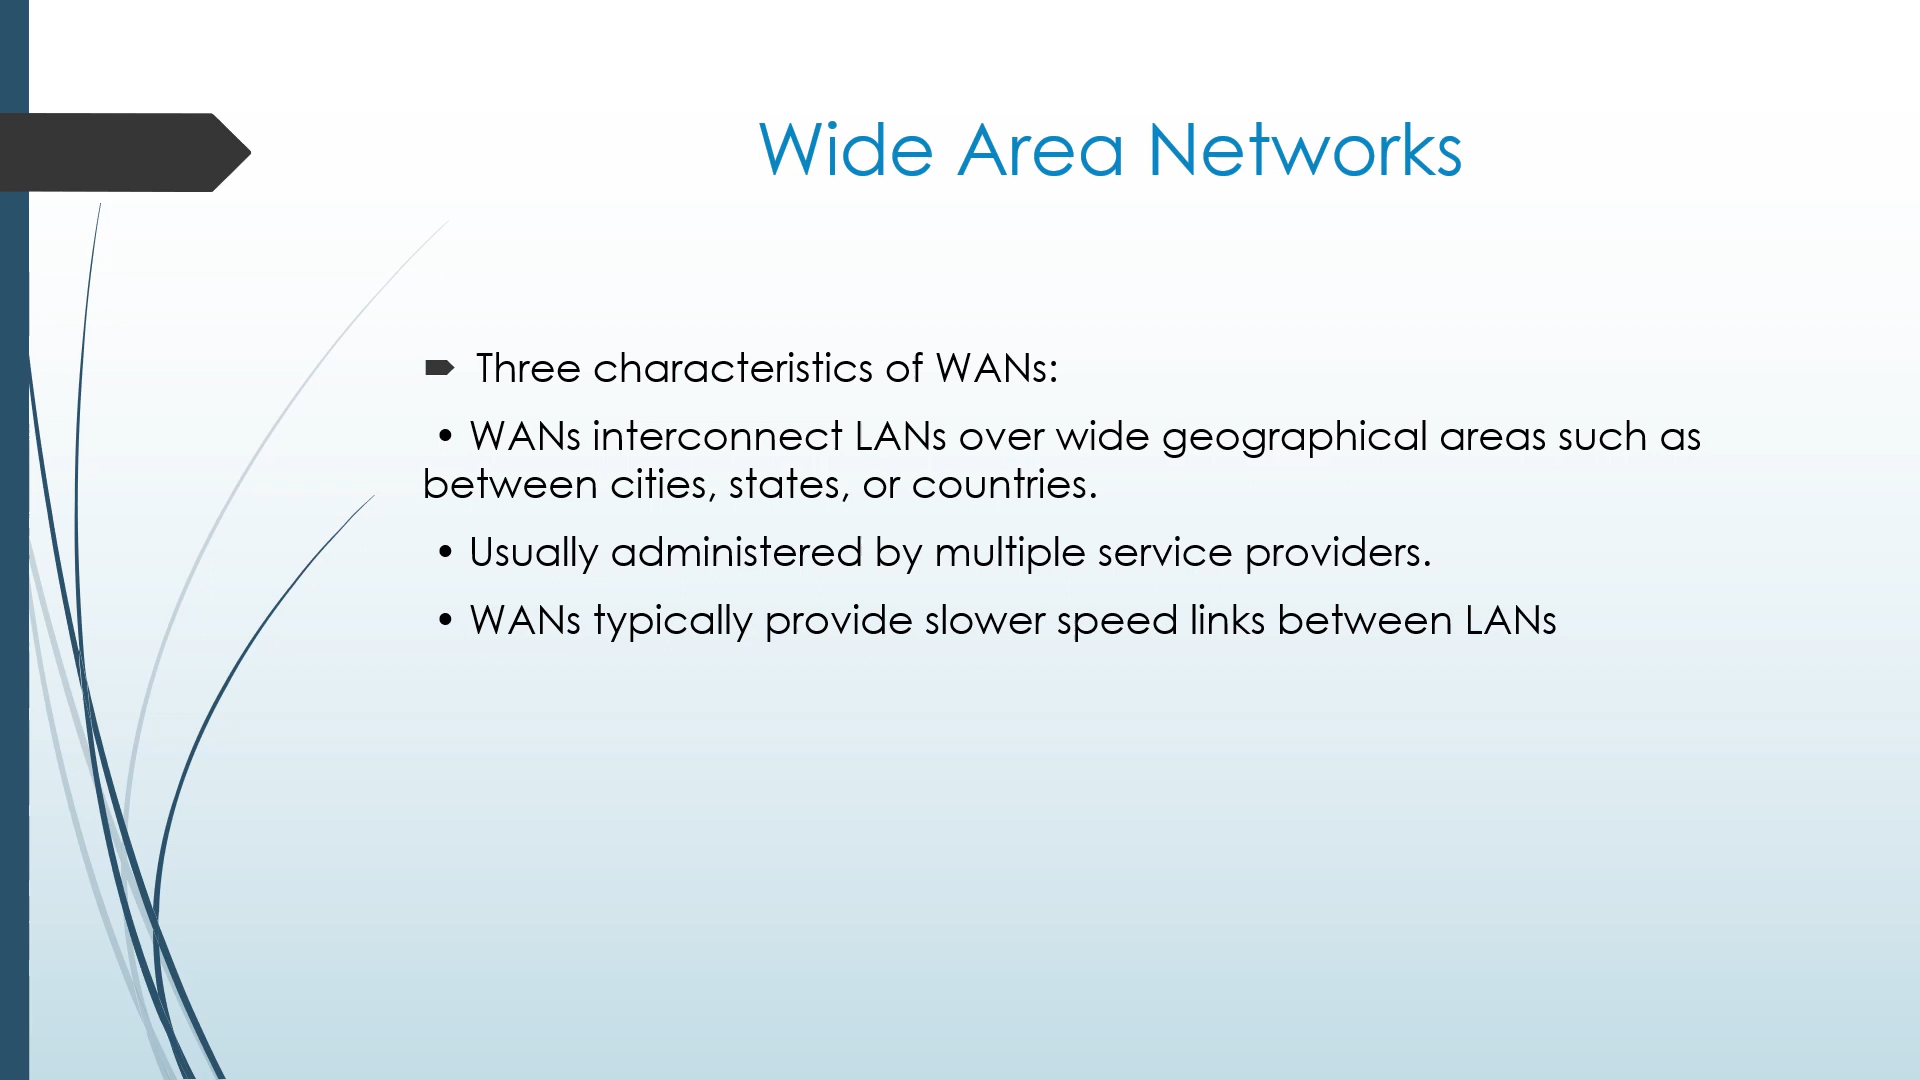 Wide Area Networks
Three characteristics of WANs:
• WANs interconnect LANs over wide geographical areas such as
between cities, states, or countries.
• Usually administered by multiple service providers.
• WANs typically provide slower speed links between LANs